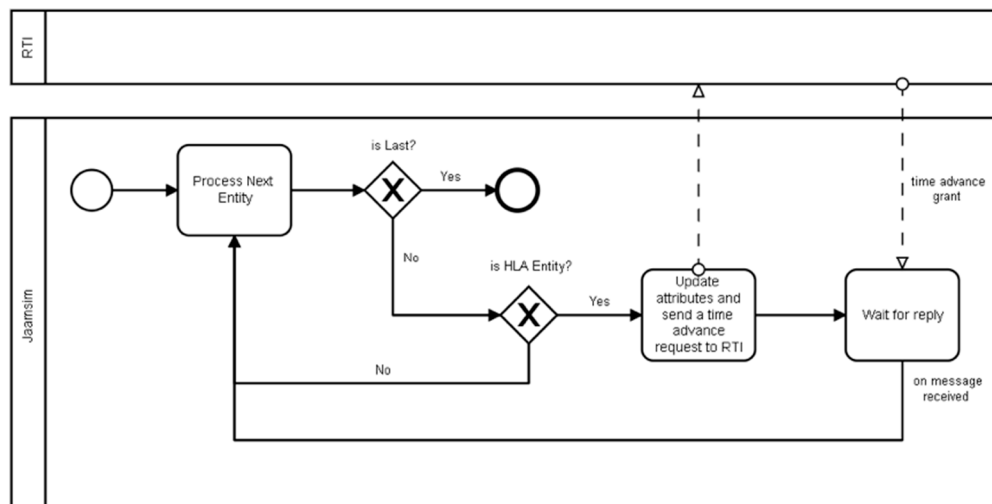 RTI
is Last?
Process Next
Entity
Yes
time advance
grant
No
is HLA Entity?
Jaamsim
Update
attributes and
send a time
advance
request to RTI
Yes
Wait for reply
No
on message
received